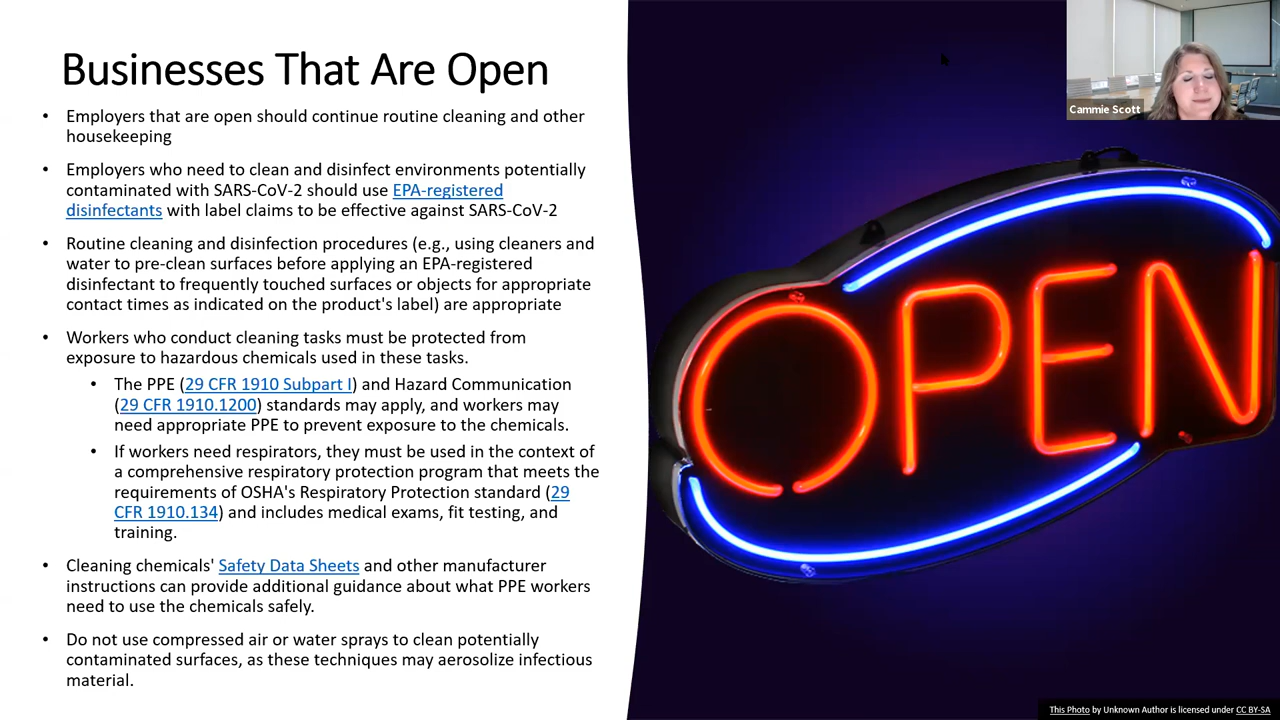 Businesses That Are Open
• Employers that are open should continue routine cleaning and other
housekeeping
• Employers who need to clean and disinfect environments potentially
contaminated with SARS-CoV-2 should use EPA-registered
disinfectants with label claims to be effective against SARS-CoV-2
• Routine cleaning and disinfection procedures (e.g., using cleaners and
water to pre-clean surfaces before applying an EPA-registered
disinfectant to frequently touched surfaces or objects for appropriate
contact times as indicated on the product's label) are appropriate
• Workers who conduct cleaning tasks must be protected from
exposure to hazardous chemicals used in these tasks.
• The PPE (29 CFR 1910 Subpart I) and Hazard Communication
(29 CFR 1910.1200) standards may apply, and workers may
need appropriate PPE to prevent exposure to the chemicals.
• If workers need respirators, they must be used in the context of
a comprehensive respiratory protection program that meets the
requirements of OSHA's Respiratory Protection standard (29
CFR 1910.134) and includes medical exams, fit testing, and
training.
• Cleaning chemicals' Safety Data Sheets and other manufacturer
instructions can provide additional guidance about what PPE workers
need to use the chemicals safely.
• Do not use compressed air or water sprays to clean potentially
contaminated surfaces, as these techniques may aerosolize infectious
material.
Cammie Scott
OPEN
This Photo by Unknown Author is licensed under CC BY-SA